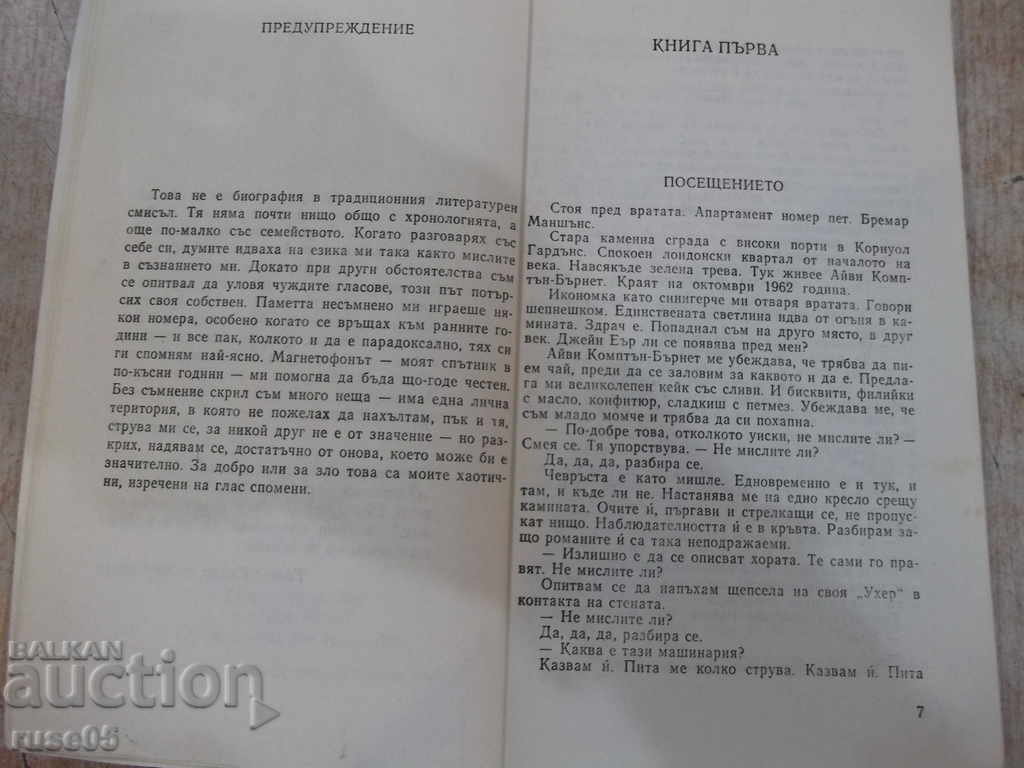 ПРЕДУПРЕЖДЕНИЕ
Това не е биография в традиционния литературен
смисъл. Тя няма почти нищо общо с хронологията, а
още по-малко със семейството. Когато разговарях със
себе си, думите идваха на езика ми така както мислите
в съзнанието ми. Докато при други обстоятелства съм
се опитвал да уловя чуждите гласове, този път потър-
сих своя собствен. Паметта несъмнено ми играеше ня-
кои номера, особено когато се връщах към ранните го-
дини — и все пак, колкото и да е парадоксално, тях си
ги спомням най-ясно. Магнетофонът — моят спътник в
по-късни години — ми помогна да бъда що-годе честен.
Без съмнение скрил съм много неща — има една лична
територия, в която не пожелах да нахълтам, пък и тя,
струва ми се, за никой друг не е от значение — но раз-
крих, надявам се, достатъчно от онова, което може би е
значително. За добро или за зло това са моите хаотич-
ни, изречени на глас спомени.
КНИГА ПЪРВА
ПОСЕЩЕНИЕТО
Стоя пред вратата. Апартамент номер пет. Бремар
Маншънс.
Стара каменна сграда с високи порти в Корнуол
Гардънс. Спокоен лондонски квартал от началото на
века. Навсякъде зелена трева. Тук живее Айви Комп-
тън-Бърнет. Краят на октомври 1962 година.
Икономка като синигерче ми отваря вратата. Говори
шепнешком. Единствената светлина идва от огъня в ка-
мината. Здрач е. Попаднал съм на друго място, в друг
век. Джейн Еър ли се появява пред мен?
Айви Комптън-Бърнет ме убеждава, че трябва да пи-
ем чай, преди да се заловим за каквото и да е. Предла-
га ми великолепен кейк със сливи. И бисквити, филийки
с масло, конфитюр, сладкиш с петмез. Убеждава ме, че
съм младо момче и трябва да си похапна.
— По-добре това, отколкото уиски, не мислите ли? —
Смея се. Тя упорствува. — Не мислите ли?
Да, да, да, разбира се.
Чевръста е като мишле. Едновременно е и тук, и
там, и къде ли не. Настанява ме на едно кресло срещу
камината. Очите ѝ, пъргави и стрелкащи се, не пропус-
кат нищо. Наблюдателността ѝ е в кръвта. Разбирам за-
що романите ѝ са така неподражаеми.
— Излишно е да се описват хората. Те сами го пра-
вят. Не мислите ли?
Опитвам се да напъхам щепсела на своя „Ухер“ в
контакта на стената.
— Не мислите ли?
Да, да, да, разбира се.
— Каква е тази машинария?
Казвам ѝ. Пита ме колко струва. Казвам ѝ. Пита
7
BALKAN
auction
ruse05